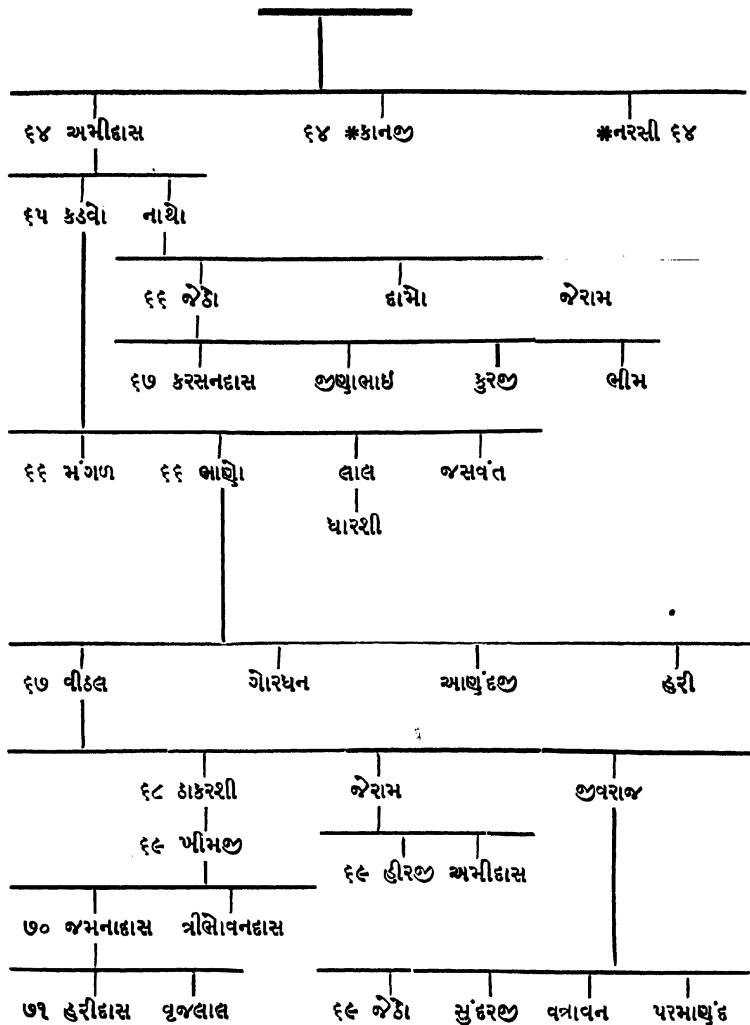 ૬૪ અમીદાસ ૬૪ *કાનજી *નરસી ૬૪
૬૫ કડવો નાથો
૬૬ જેઠો દામો જેરામ
૬૭ કરસનદાસ જીણાભાઈ કુરજી ભીમ
૬૬ મંગળ ૬૬ ભાણો લાલ જસવંત
ધારશી
૬૭ વીઠલ ગોરધન આણંદજી હરી
૬૮ ઠાકરશી જેરામ જીવરાજ
૬૯ ખીમજી
૬૯ હીરજી અમીદાસ
૭૦ જમનાદાસ ત્રીભોવનદાસ
૭૧ હરીદાસ વૃજલાલ ૬૯ જેઠો સુંદરજી વત્રાવન પરમાણંદ